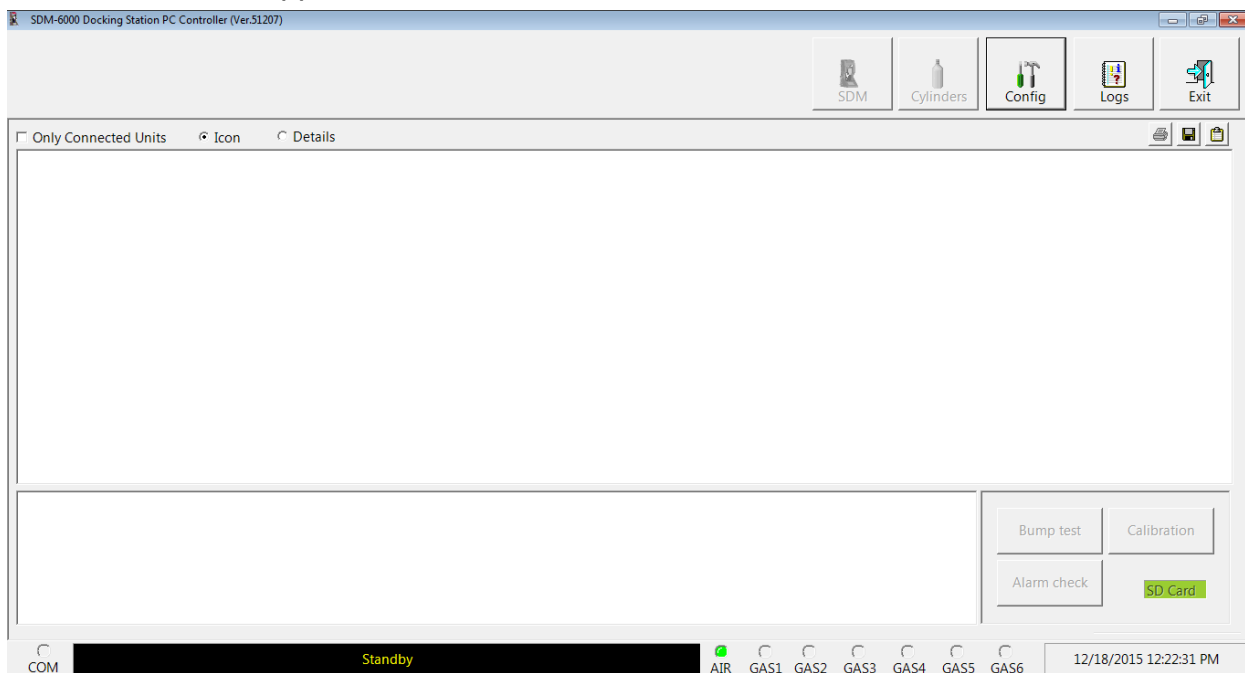 SDM-6000 Docking Station PC Controller (Ver.51207)
SDM Cylinders Config Logs Exit
Only Connected Units Icon Details
Bump test Calibration
Alarm check SD Card
COM Standby AIR GAS1 GAS2 GAS3 GAS4 GAS5 GAS6 12/18/2015 12:22:31 PM